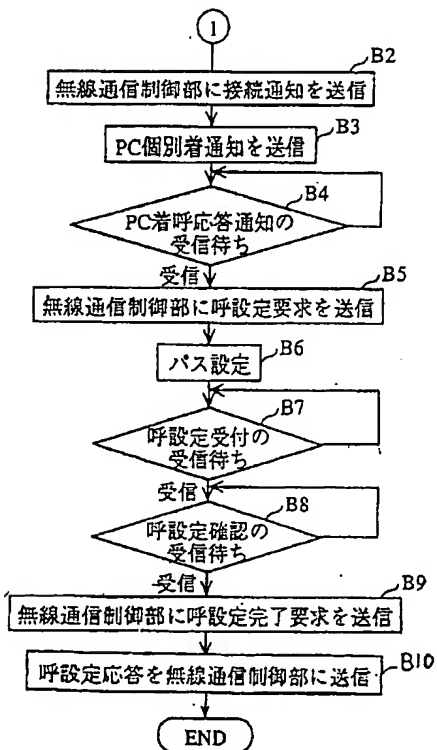 1
B2
無線通信制御部に接続通知を送信
B3
PC個別着通知を送信
B4
PC着呼応答通知の
受信待ち
受信
B5
無線通信制御部に呼設定要求を送信
B6
パス設定
B7
呼設定受付の
受信待ち
受信
B8
呼設定確認の
受信待ち
受信
B9
無線通信制御部に呼設定完了要求を送信
B10
呼設定応答を無線通信制御部に送信
END